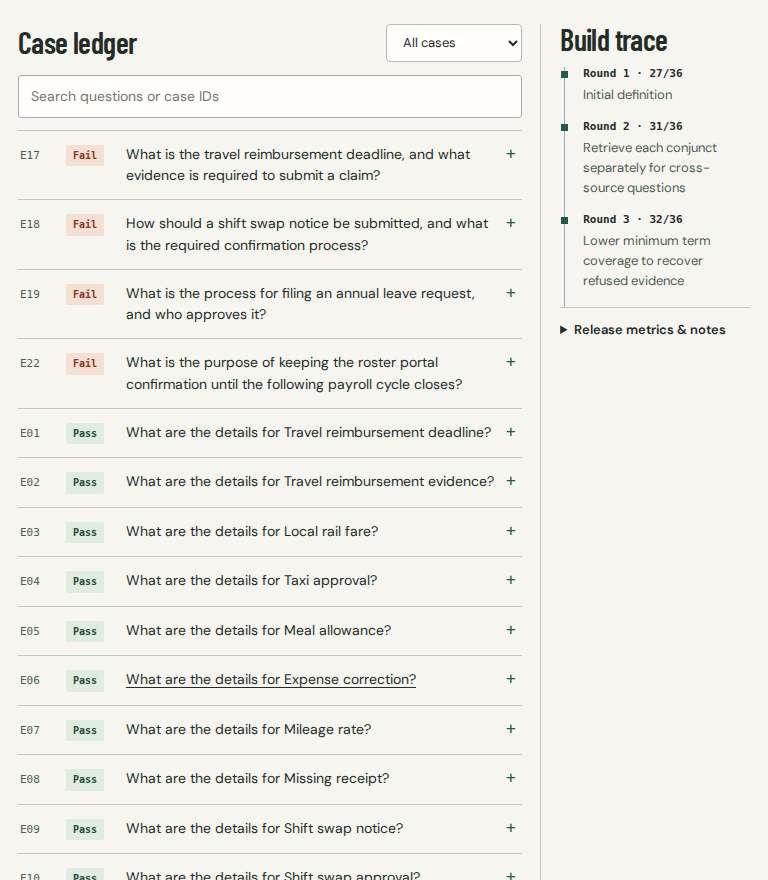 Case ledger
All cases
Search questions or case IDs
E17 Fail What is the travel reimbursement deadline, and what +
evidence is required to submit a claim?
E18 Fail How should a shift swap notice be submitted, and what +
is the required confirmation process?
E19 Fail What is the process for filing an annual leave request, +
and who approves it?
E22 Fail What is the purpose of keeping the roster portal +
confirmation until the following payroll cycle closes?
E01 Pass What are the details for Travel reimbursement deadline? +
E02 Pass What are the details for Travel reimbursement evidence? +
E03 Pass What are the details for Local rail fare? +
E04 Pass What are the details for Taxi approval? +
E05 Pass What are the details for Meal allowance? +
E06 Pass What are the details for Expense correction? +
E07 Pass What are the details for Mileage rate? +
E08 Pass What are the details for Missing receipt? +
E09 Pass What are the details for Shift swap notice? +
E10 Pass What are the details for Shift swap approval? +
Build trace
Round 1 · 27/36
Initial definition
Round 2 · 31/36
Retrieve each conjunct
separately for cross-
source questions
Round 3 · 32/36
Lower minimum term
coverage to recover
refused evidence
Release metrics & notes